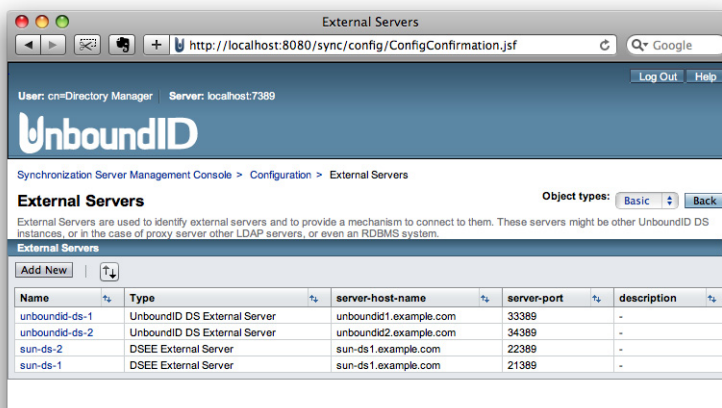 External Servers
http://localhost:8080/sync/config/ConfigConfirmation.jsf
Google
Log Out Help
User: cn=Directory Manager Server: localhost:7389
UnboundID
Synchronization Server Management Console > Configuration > External Servers
External Servers Object types: Basic Back
External Servers are used to identify external servers and to provide a mechanism to connect to them. These servers might be other UnboundID DS
instances, or in the case of proxy server other LDAP servers, or even an RDBMS system.
External Servers
Add New
Name Type server-host-name server-port description
unboundid-ds-1 UnboundID DS External Server unboundid1.example.com 33389 -
unboundid-ds-2 UnboundID DS External Server unboundid2.example.com 34389 -
sun-ds-2 DSEE External Server sun-ds1.example.com 22389 -
sun-ds-1 DSEE External Server sun-ds1.example.com 21389 -